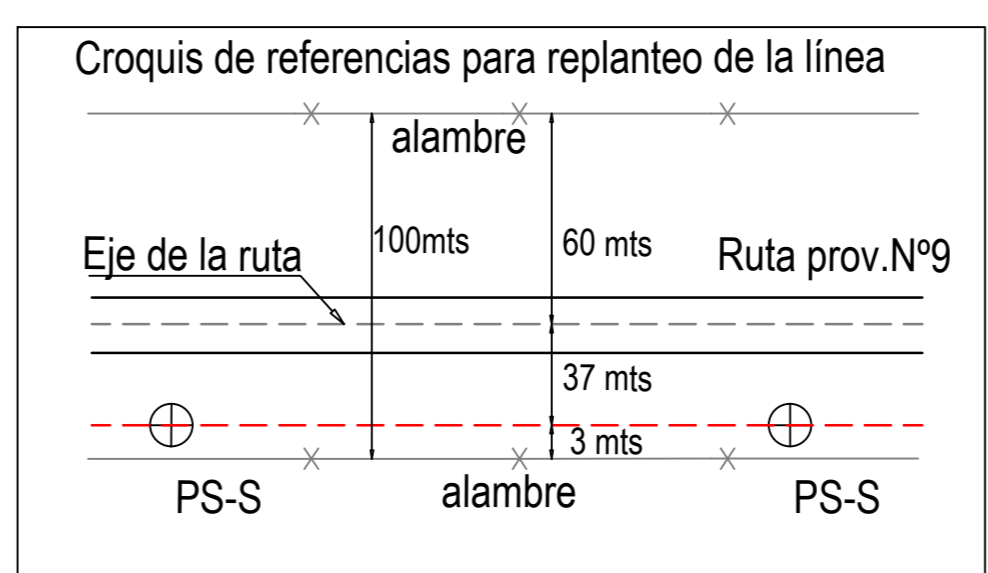 Croquis de referencias para replanteo de la línea
alambre
Eje de la ruta
100mts
60 mts
Ruta prov.Nº9
37 mts
3 mts
PS-S
alambre
PS-S